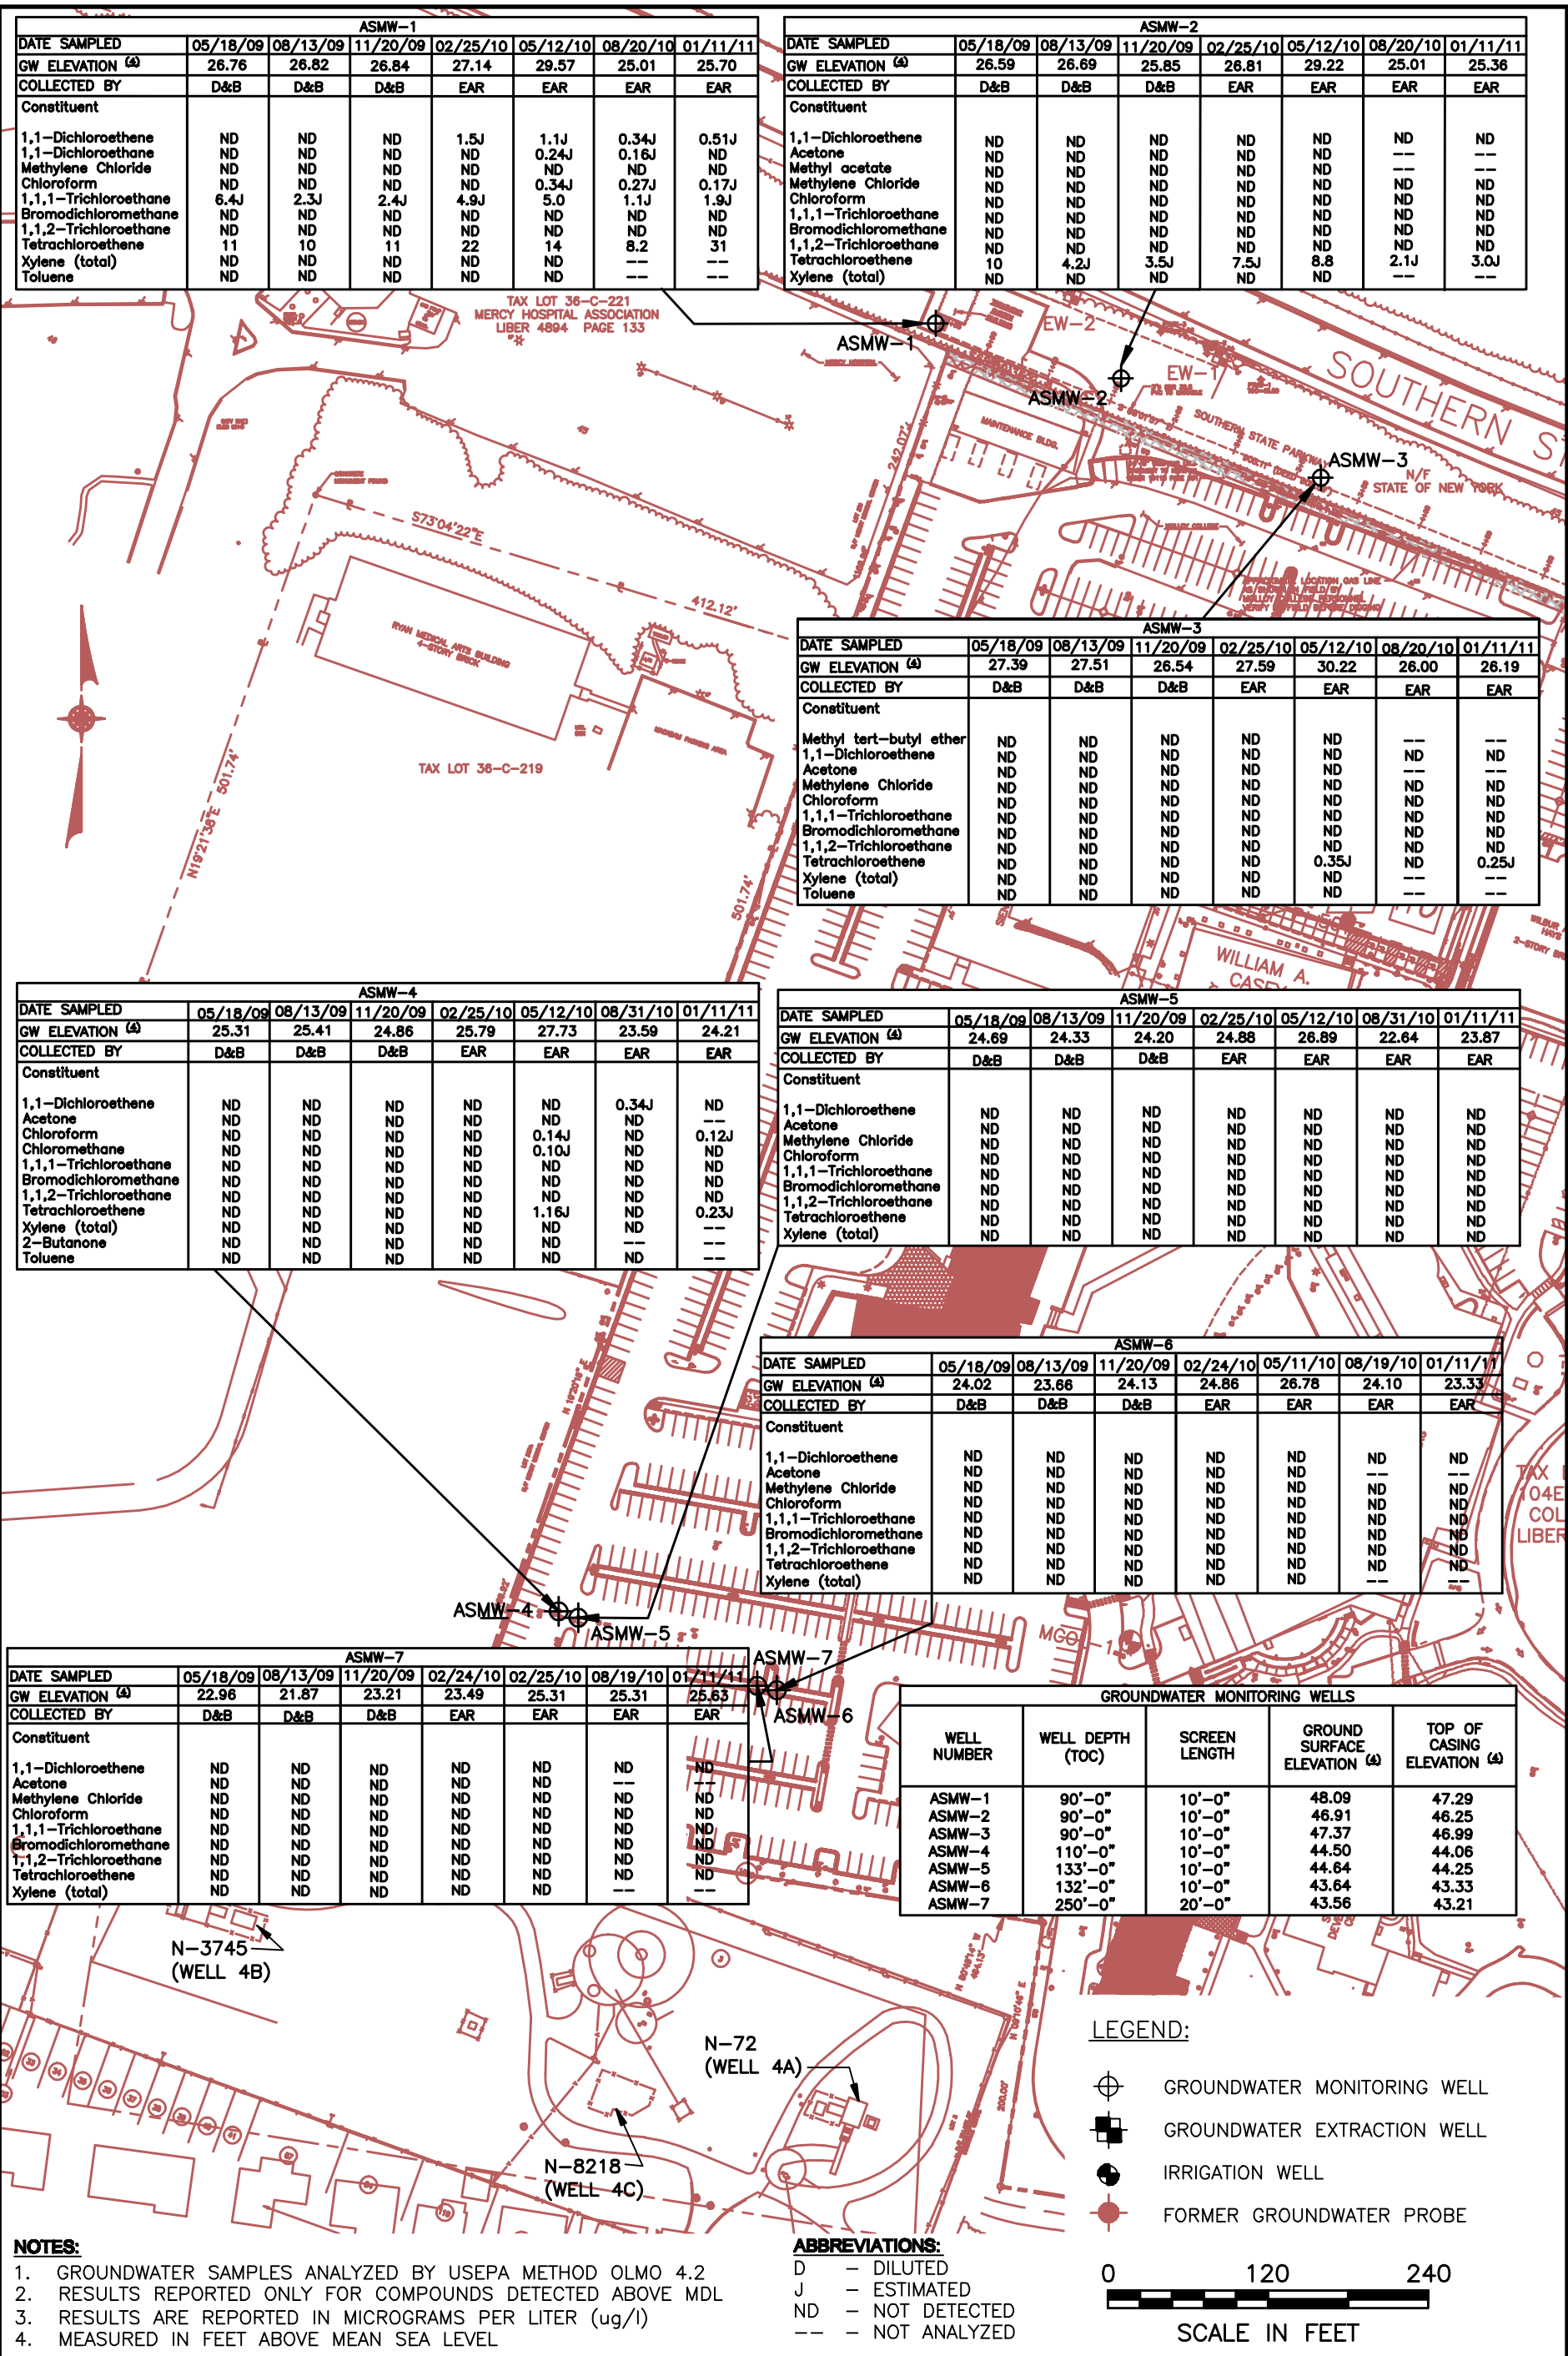 ASMW-1
DATE SAMPLED 05/18/09 08/13/09 11/20/09 02/25/10 05/12/10 08/20/10 01/11/11
GW ELEVATION (4) 26.76 26.82 26.84 27.14 29.57 25.01 25.70
COLLECTED BY D&B D&B D&B EAR EAR EAR EAR
Constituent
1,1-Dichloroethene ND ND ND 1.5J 1.1J 0.34J 0.51J
1,1-Dichloroethane ND ND ND ND 0.24J 0.16J ND
Methylene Chloride ND ND ND ND ND ND ND
Chloroform ND ND ND ND 0.34J 0.27J 0.17J
1,1,1-Trichloroethane 6.4J 2.3J 2.4J 4.9J 5.0 1.1J 1.9J
Bromodichloromethane ND ND ND ND ND ND ND
1,1,2-Trichloroethane ND ND ND ND ND ND ND
Tetrachloroethene 11 10 11 22 14 8.2 31
Xylene (total) ND ND ND ND ND -- --
Toluene ND ND ND ND ND -- --
ASMW-2
DATE SAMPLED 05/18/09 08/13/09 11/20/09 02/25/10 05/12/10 08/20/10 01/11/11
GW ELEVATION (4) 26.59 26.69 25.85 26.81 29.22 25.01 25.36
COLLECTED BY D&B D&B D&B EAR EAR EAR EAR
Constituent
1,1-Dichloroethene ND ND ND ND ND ND ND
Acetone ND ND ND ND ND -- --
Methyl acetate ND ND ND ND ND -- --
Methylene Chloride ND ND ND ND ND ND ND
Chloroform ND ND ND ND ND ND ND
1,1,1-Trichloroethane ND ND ND ND ND ND ND
Bromodichloromethane ND ND ND ND ND ND ND
1,1,2-Trichloroethane ND ND ND ND ND ND ND
Tetrachloroethene 10 4.2J 3.5J 7.5J 8.8 2.1J 3.0J
Xylene (total) ND ND ND ND ND -- --
TAX LOT 36-C-221
MERCY HOSPITAL ASSOCIATION
LIBER 4894 PAGE 133
ASMW-1
EW-2
EW-1
ASMW-2
SOUTHERN
MAINTENANCE BLDG.
SOUTHERN STATE PARKWAY
ASMW-3
N/F
STATE OF NEW YORK
242.07'
MOLLOY COLLEGE
S73°04'22"E
412.12'
APPROXIMATE LOCATION GAS LINE
AS SHOWN IN FIELD BY
MOLLOY COLLEGE PERSONNEL
VERIFY IN FIELD BEFORE DIGGING
RYAN MEDICAL ARTS BUILDING
4-STORY BRICK
MACADAM PARKING AREA
TAX LOT 36-C-219
N19°21'38"E 501.74'
501.74'
ASMW-3
DATE SAMPLED 05/18/09 08/13/09 11/20/09 02/25/10 05/12/10 08/20/10 01/11/11
GW ELEVATION (4) 27.39 27.51 26.54 27.59 30.22 26.00 26.19
COLLECTED BY D&B D&B D&B EAR EAR EAR EAR
Constituent
Methyl tert-butyl ether ND ND ND ND ND -- --
1,1-Dichloroethene ND ND ND ND ND ND ND
Acetone ND ND ND ND ND -- --
Methylene Chloride ND ND ND ND ND ND ND
Chloroform ND ND ND ND ND ND ND
1,1,1-Trichloroethane ND ND ND ND ND ND ND
Bromodichloromethane ND ND ND ND ND ND ND
1,1,2-Trichloroethane ND ND ND ND ND ND ND
Tetrachloroethene ND ND ND ND 0.35J ND 0.25J
Xylene (total) ND ND ND ND ND -- --
Toluene ND ND ND ND ND -- --
WILLIAM A.
ASMW-4
DATE SAMPLED 05/18/09 08/13/09 11/20/09 02/25/10 05/12/10 08/31/10 01/11/11
GW ELEVATION (4) 25.31 25.41 24.86 25.79 27.73 23.59 24.21
COLLECTED BY D&B D&B D&B EAR EAR EAR EAR
Constituent
1,1-Dichloroethene ND ND ND ND ND 0.34J ND
Acetone ND ND ND ND ND ND --
Chloroform ND ND ND ND 0.14J ND 0.12J
Chloromethane ND ND ND ND 0.10J ND ND
1,1,1-Trichloroethane ND ND ND ND ND ND ND
Bromodichloromethane ND ND ND ND ND ND ND
1,1,2-Trichloroethane ND ND ND ND ND ND ND
Tetrachloroethene ND ND ND ND 1.16J ND 0.23J
Xylene (total) ND ND ND ND ND ND --
2-Butanone ND ND ND ND ND -- --
Toluene ND ND ND ND ND ND --
ASMW-5
DATE SAMPLED 05/18/09 08/13/09 11/20/09 02/25/10 05/12/10 08/31/10 01/11/11
GW ELEVATION (4) 24.69 24.33 24.20 24.88 26.89 22.64 23.87
COLLECTED BY D&B D&B D&B EAR EAR EAR EAR
Constituent
1,1-Dichloroethene ND ND ND ND ND ND ND
Acetone ND ND ND ND ND ND ND
Methylene Chloride ND ND ND ND ND ND ND
Chloroform ND ND ND ND ND ND ND
1,1,1-Trichloroethane ND ND ND ND ND ND ND
Bromodichloromethane ND ND ND ND ND ND ND
1,1,2-Trichloroethane ND ND ND ND ND ND ND
Tetrachloroethene ND ND ND ND ND ND ND
Xylene (total) ND ND ND ND ND ND ND
ASMW-6
DATE SAMPLED 05/18/09 08/13/09 11/20/09 02/24/10 05/11/10 08/19/10 01/11/11
GW ELEVATION (4) 24.02 23.66 24.13 24.86 26.78 24.10 23.33
COLLECTED BY D&B D&B D&B EAR EAR EAR EAR
Constituent
1,1-Dichloroethene ND ND ND ND ND ND ND
Acetone ND ND ND ND ND -- --
Methylene Chloride ND ND ND ND ND ND ND
Chloroform ND ND ND ND ND ND ND
1,1,1-Trichloroethane ND ND ND ND ND ND ND
Bromodichloromethane ND ND ND ND ND ND ND
1,1,2-Trichloroethane ND ND ND ND ND ND ND
Tetrachloroethene ND ND ND ND ND ND ND
Xylene (total) ND ND ND ND ND -- --
ASMW-4
ASMW-5
ASMW-7
ASMW-6
ASMW-7
DATE SAMPLED 05/18/09 08/13/09 11/20/09 02/24/10 02/25/10 08/19/10 01/11/11
GW ELEVATION (4) 22.96 21.87 23.21 23.49 25.31 25.31 25.63
COLLECTED BY D&B D&B D&B EAR EAR EAR EAR
Constituent
1,1-Dichloroethene ND ND ND ND ND ND ND
Acetone ND ND ND ND ND -- --
Methylene Chloride ND ND ND ND ND ND ND
Chloroform ND ND ND ND ND ND ND
1,1,1-Trichloroethane ND ND ND ND ND ND ND
Bromodichloromethane ND ND ND ND ND ND ND
1,1,2-Trichloroethane ND ND ND ND ND ND ND
Tetrachloroethene ND ND ND ND ND ND ND
Xylene (total) ND ND ND ND ND -- --
GROUNDWATER MONITORING WELLS
WELL NUMBER WELL DEPTH (TOC) SCREEN LENGTH GROUND SURFACE ELEVATION (4) TOP OF CASING ELEVATION (4)
ASMW-1 90'-0" 10'-0" 48.09 47.29
ASMW-2 90'-0" 10'-0" 46.91 46.25
ASMW-3 90'-0" 10'-0" 47.37 46.99
ASMW-4 110'-0" 10'-0" 44.50 44.06
ASMW-5 133'-0" 10'-0" 44.64 44.25
ASMW-6 132'-0" 10'-0" 43.64 43.33
ASMW-7 250'-0" 20'-0" 43.56 43.21
N-3745
(WELL 4B)
N-72
(WELL 4A)
N-8218
(WELL 4C)
200.00'
LEGEND:
GROUNDWATER MONITORING WELL
GROUNDWATER EXTRACTION WELL
IRRIGATION WELL
FORMER GROUNDWATER PROBE
NOTES:
1. GROUNDWATER SAMPLES ANALYZED BY USEPA METHOD OLMO 4.2
2. RESULTS REPORTED ONLY FOR COMPOUNDS DETECTED ABOVE MDL
3. RESULTS ARE REPORTED IN MICROGRAMS PER LITER (ug/l)
4. MEASURED IN FEET ABOVE MEAN SEA LEVEL
ABBREVIATIONS:
D - DILUTED
J - ESTIMATED
ND - NOT DETECTED
-- - NOT ANALYZED
0 120 240
SCALE IN FEET